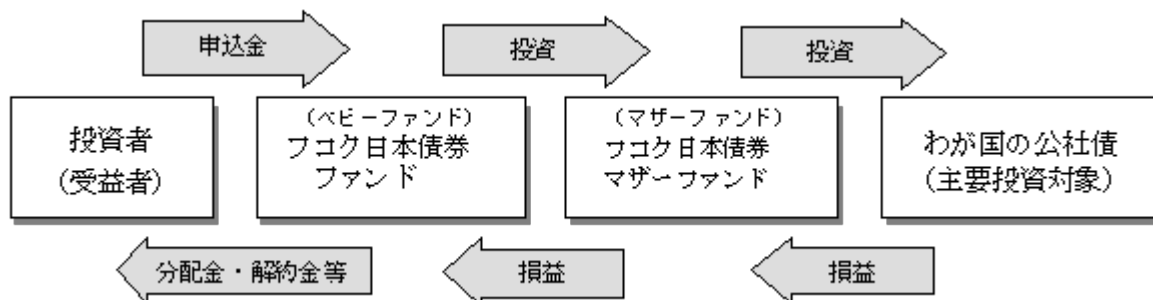 申込金
投資
投資
投資者
(受益者)
(ベビーファンド)
フコク日本債券
ファンド
(マザーファンド)
フコク日本債券
マザーファンド
わが国の公社債
(主要投資対象)
分配金・解約金等
損益
損益